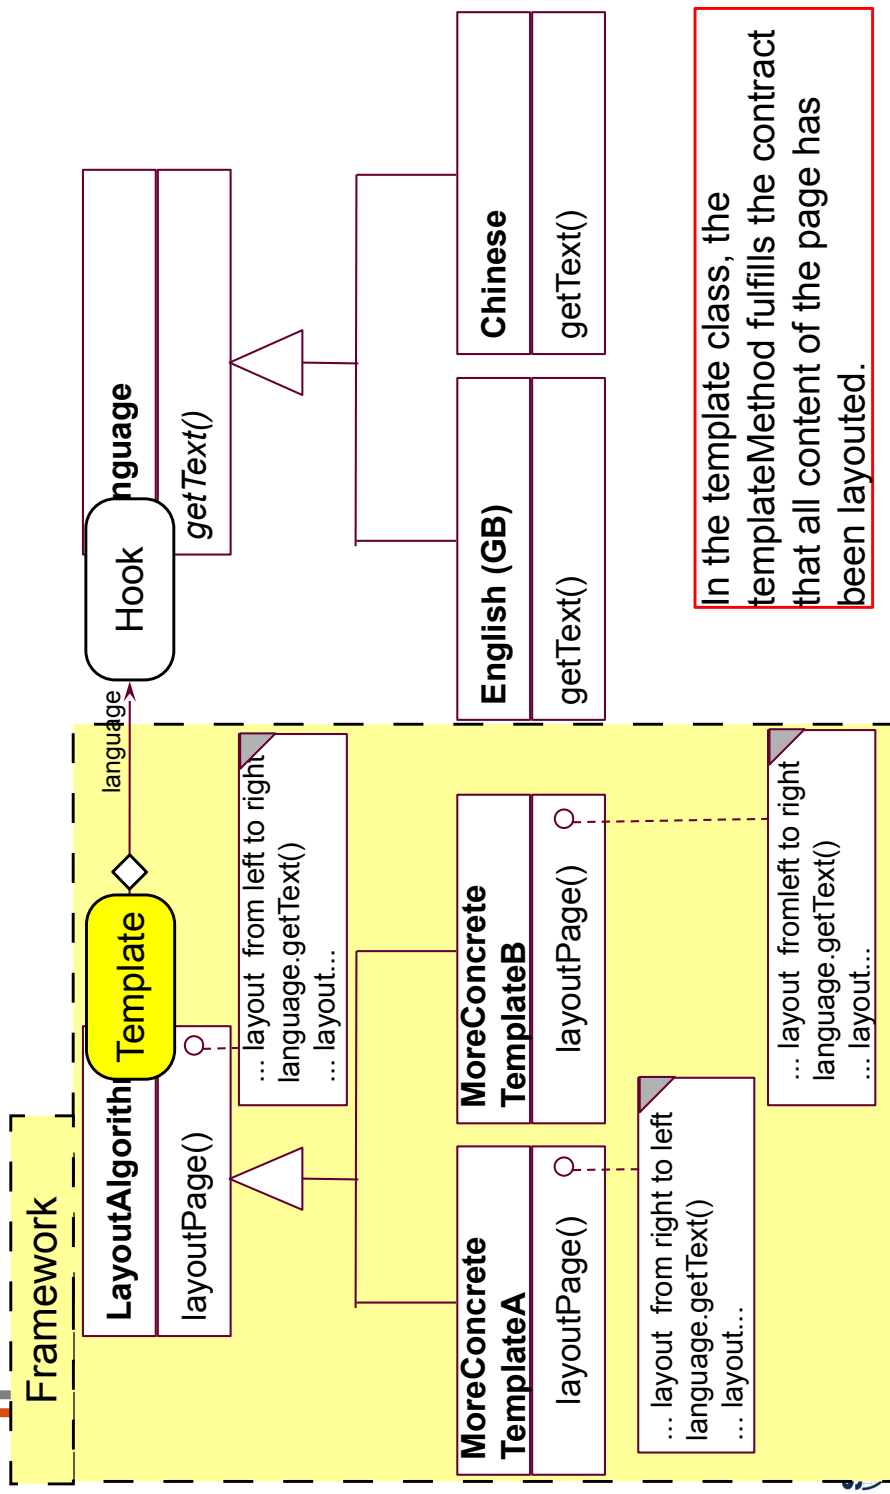 Framework
LayoutAlgorith
Template
layoutPage()
language
Hook
nguage
getText()
... layout from left to right
language.getText()
... layout...
MoreConcrete
TemplateA
layoutPage()
MoreConcrete
TemplateB
layoutPage()
English (GB)
getText()
Chinese
getText()
... layout from right to left
language.getText()
... layout...
... layout fromleft to right
language.getText()
... layout...
In the template class, the
templateMethod fulfills the contract
that all content of the page has
been layouted.